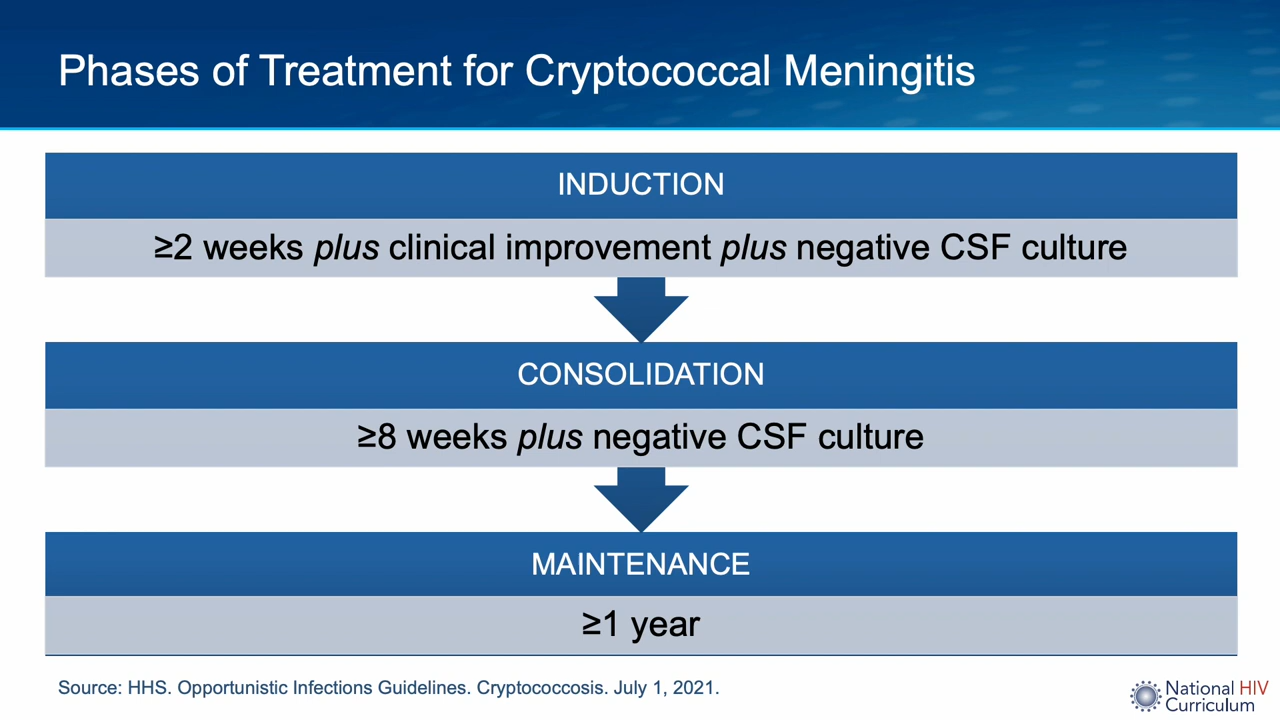 Phases of Treatment for Cryptococcal Meningitis
INDUCTION
≥2 weeks plus clinical improvement plus negative CSF culture
CONSOLIDATION
≥8 weeks plus negative CSF culture
MAINTENANCE
≥1 year
Source: HHS. Opportunistic Infections Guidelines. Cryptococcosis. July 1, 2021.
National HIV
Curriculum